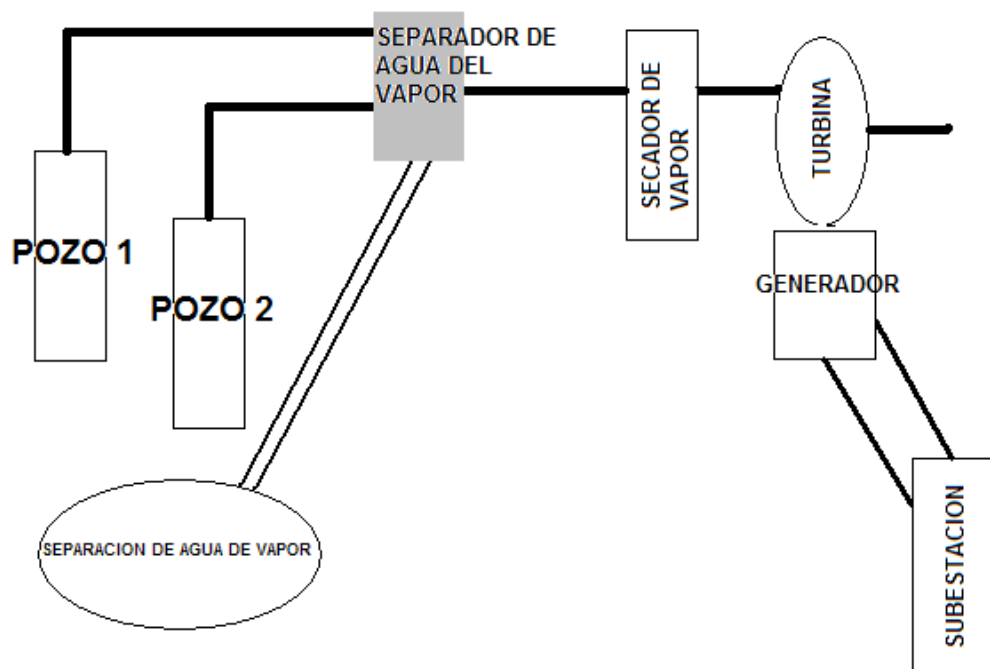 SEPARADOR DE
AGUA DEL
VAPOR
SECADOR DE
VAPOR
TURBINA
POZO 1
POZO 2
GENERADOR
SEPARACION DE AGUA DE VAPOR
SUBESTACION